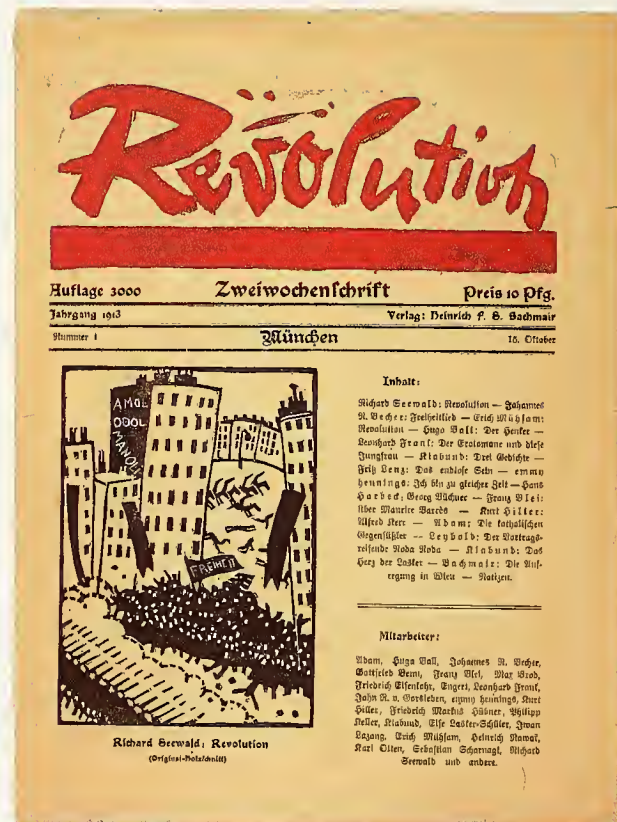 Revolution
Auflage 3000 Zweiwochenschrift Preis 10 Pfg.
Jahrgang 1913 Verlag: Heinrich F. S. Bachmair
Nummer 1 München 15. Oktober
AMOL
ODOL
MANOLI
FREIHEIT
Richard Seewald: Revolution
(Original-Holzschnitt)
Inhalt:
Richard Seewald: Revolution — Johannes
R. Becher: Freiheitlied — Erich Mühsam:
Revolution — Hugo Ball: Der Henker —
Leonhard Frank: Der Erotomane und diese
Jungfrau — Klabund: Drei Gedichte —
Fritz Lenz: Das endlose Sein — emmy
hennings: Ich bin zu gleicher Zeit — Hans
Harbeck: Georg Büchner — Franz Blei:
Über Maurice Barrès — Kurt Hiller:
Alfred Kerr — Adam: Die katholischen
Gegenfüßler — Leybold: Der Vortrags-
reisende Roda Roda — Klabund: Das
Herz der Lasker — Bachmair: Die Auf-
regung in Wien — Notizen.
Mitarbeiter:
Adam, Hugo Ball, Johannes R. Becher,
Gottfried Benn, Franz Blei, Max Brod,
Friedrich Eisenlohr, Engert, Leonhard Frank,
John R. v. Gorsleben, emmy hennings, Kurt
Hiller, Friedrich Markus Hübner, Philipp
Keller, Klabund, Else Lasker-Schüler, Iwan
Lazang, Erich Mühsam, Heinrich Nowak,
Karl Otten, Sebastian Scharnagl, Richard
Seewald und andere.